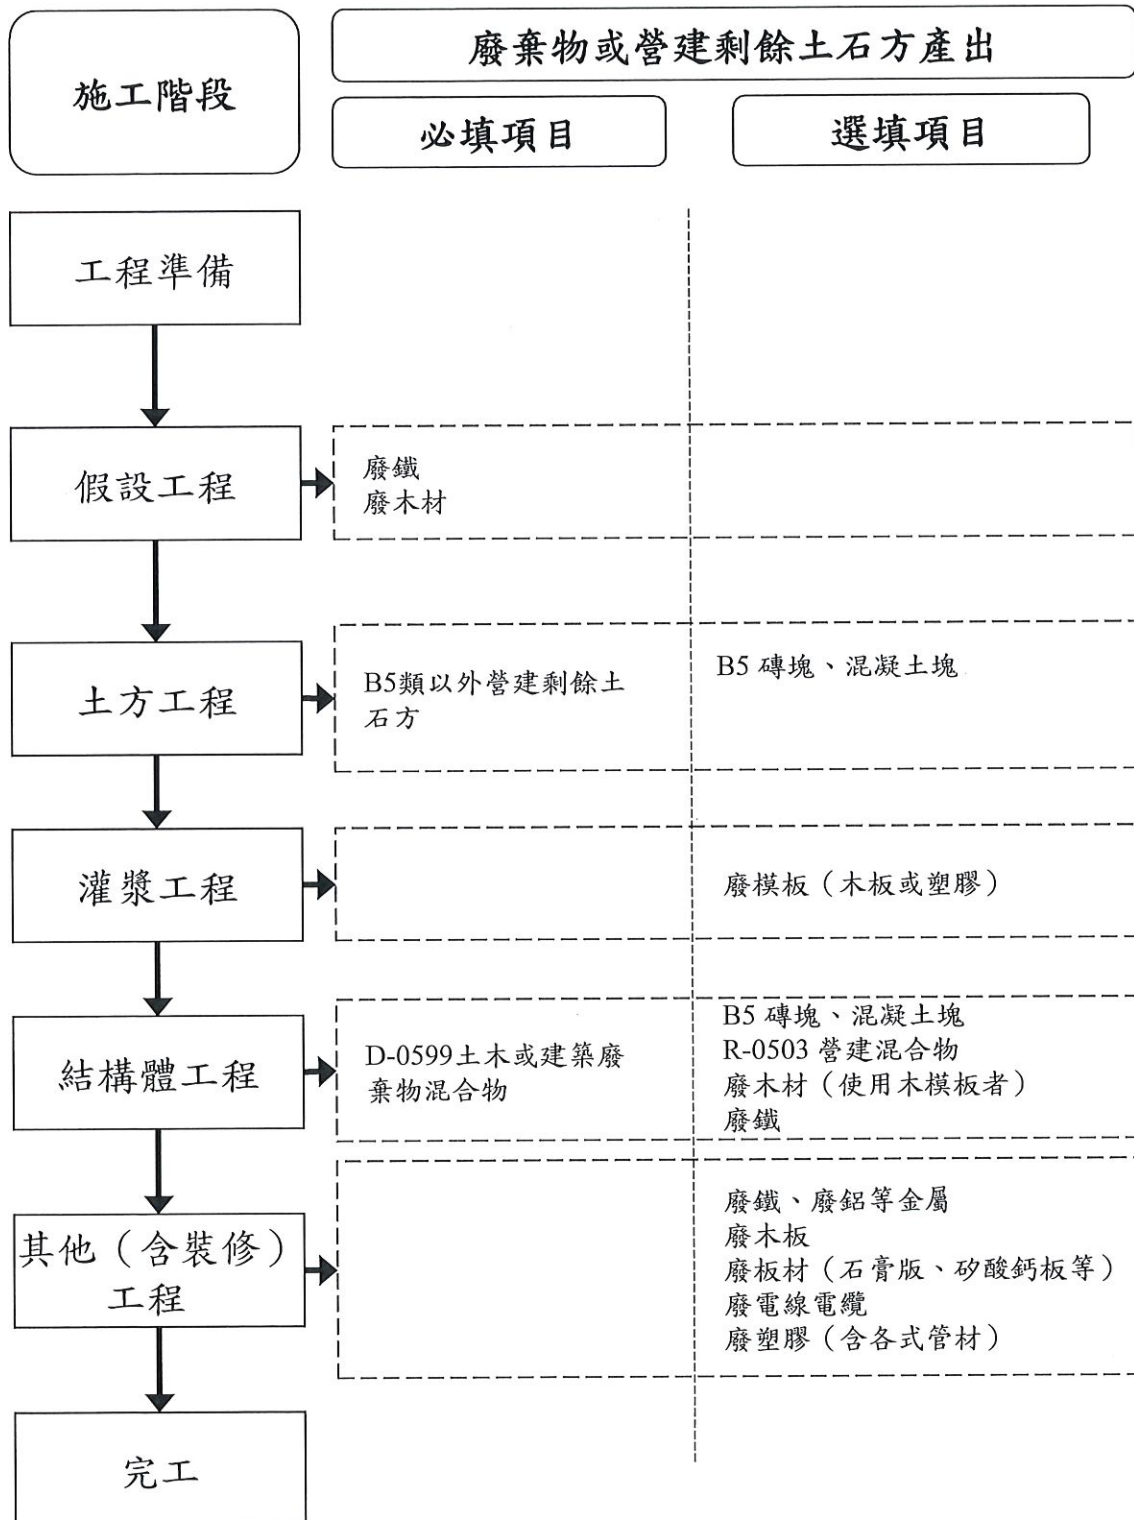 施工階段
廢棄物或營建剩餘土石方產出
必填項目
選填項目
工程準備
假設工程
廢鐵
廢木材
土方工程
B5類以外營建剩餘土
石方
B5 磚塊、混凝土塊
灌漿工程
廢模板（木板或塑膠）
結構體工程
D-0599土木或建築廢
棄物混合物
B5 磚塊、混凝土塊
R-0503 營建混合物
廢木材（使用木模板者）
廢鐵
其他（含裝修）
工程
廢鐵、廢鋁等金屬
廢木板
廢板材（石膏版、矽酸鈣板等）
廢電線電纜
廢塑膠（含各式管材）
完工